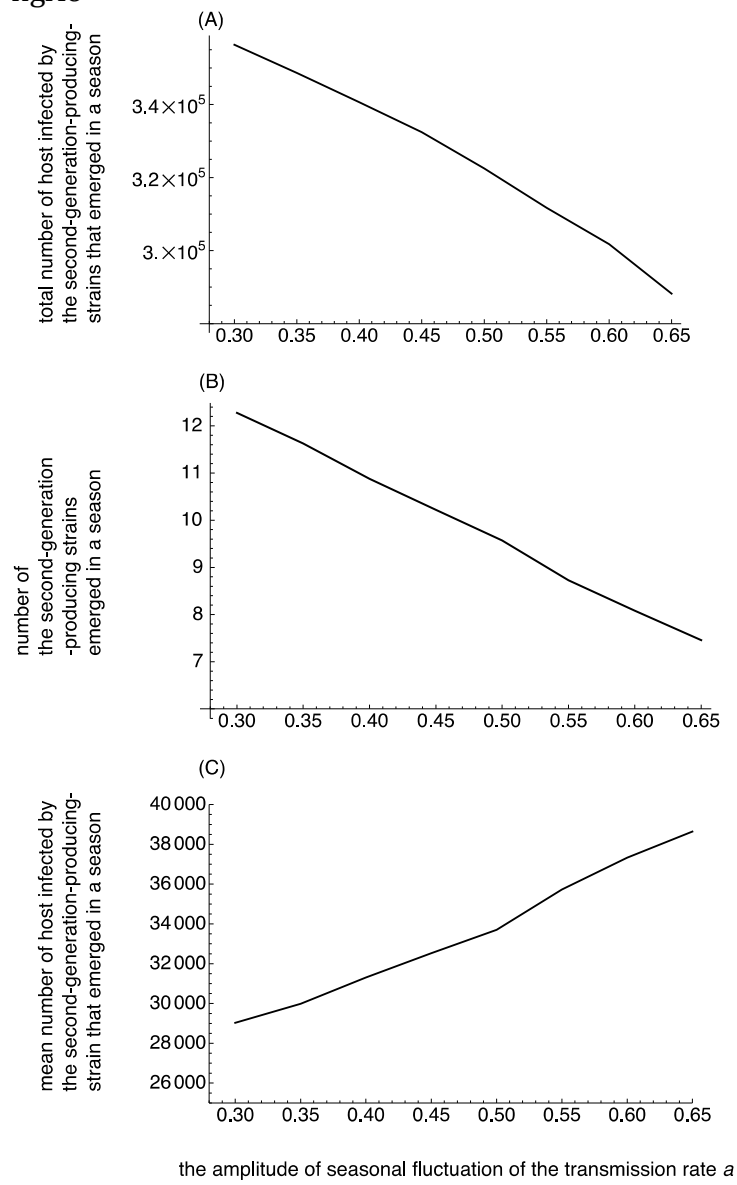 (A)
total number of host infected by
the second-generation-producing-
strains that emerged in a season
3.4×10⁵
3.2×10⁵
3.×10⁵
0.30 0.35 0.40 0.45 0.50 0.55 0.60 0.65
(B)
number of
the second-generation
-producing strains
emerged in a season
12
11
10
9
8
7
0.30 0.35 0.40 0.45 0.50 0.55 0.60 0.65
(C)
mean number of host infected by
the second-generation-producing-
strain that emerged in a season
40 000
38 000
36 000
34 000
32 000
30 000
28 000
26 000
0.30 0.35 0.40 0.45 0.50 0.55 0.60 0.65
the amplitude of seasonal fluctuation of the transmission rate a